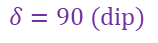 δ = 90 (dip)